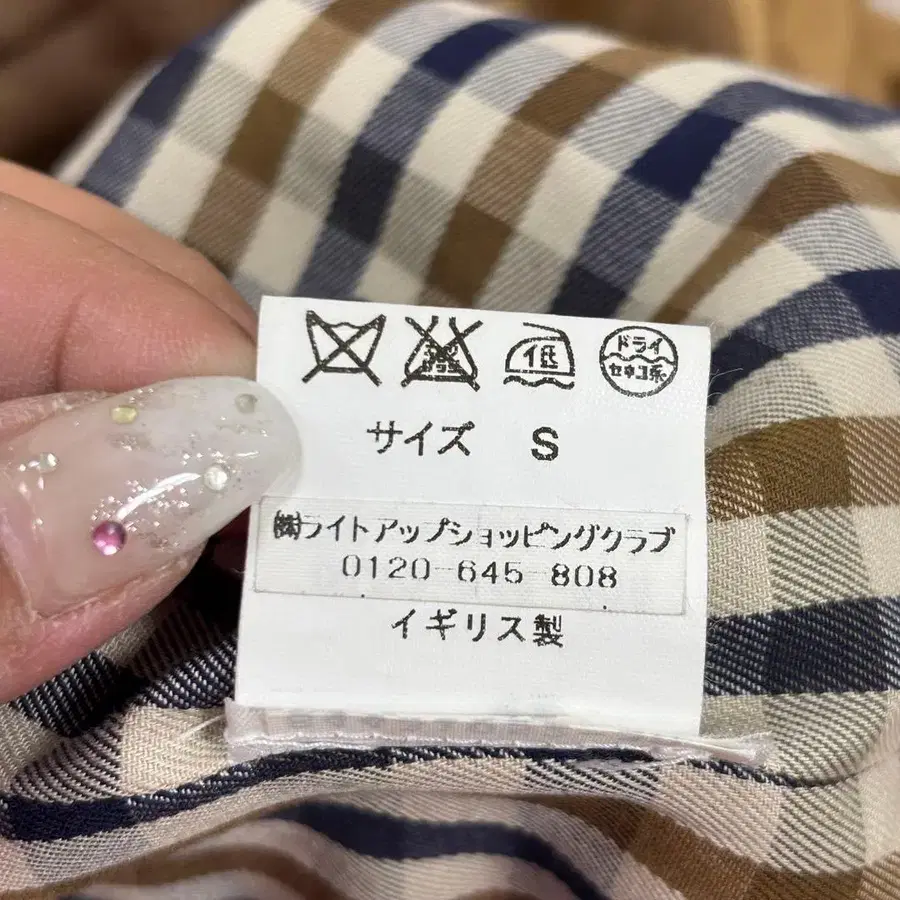 低 ドライ セキユ系
サイズ S
㈱ライトアップショッピングクラブ
0120-645-808
イギリス製